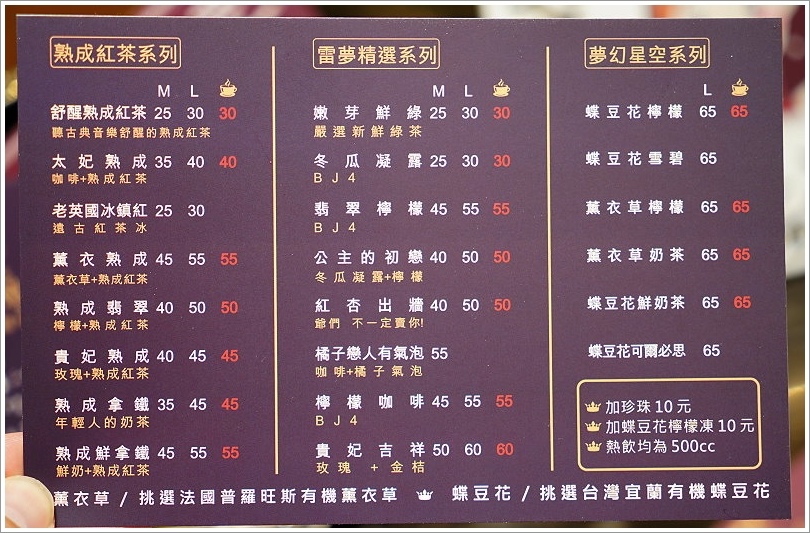 熟成紅茶系列
M L
舒醒熟成紅茶 25 30 30
聽古典音樂舒醒的熟成紅茶
太妃熟成 35 40 40
咖啡+熟成紅茶
老英國冰鎮紅 25 30
遠古紅茶冰
薰衣熟成 45 55 55
薰衣草+熟成紅茶
熟成翡翠 40 50 50
檸檬+熟成紅茶
貴妃熟成 40 45 45
玫瑰+熟成紅茶
熟成拿鐵 35 45 45
年輕人的奶茶
熟成鮮拿鐵 45 55 55
鮮奶+熟成紅茶
雷夢精選系列
M L
嫩芽鮮綠 25 30 30
嚴選新鮮綠茶
冬瓜凝露 25 30 30
BJ4
翡翠檸檬 45 55 55
BJ4
公主的初戀 40 50 50
冬瓜凝露+檸檬
紅杏出牆 40 50 50
爺們 不一定賣你!
橘子戀人有氣泡 55
咖啡+橘子氣泡
檸檬咖啡 45 55 55
BJ4
貴妃吉祥 50 60 60
玫瑰 + 金桔
夢幻星空系列
L
蝶豆花檸檬 65 65
蝶豆花雪碧 65
薰衣草檸檬 65 65
薰衣草奶茶 65 65
蝶豆花鮮奶茶 65 65
蝶豆花可爾必思 65
加珍珠10元
加蝶豆花檸檬凍10元
熱飲均為500cc
薰衣草 / 挑選法國普羅旺斯有機薰衣草 蝶豆花 / 挑選台灣宜蘭有機蝶豆花